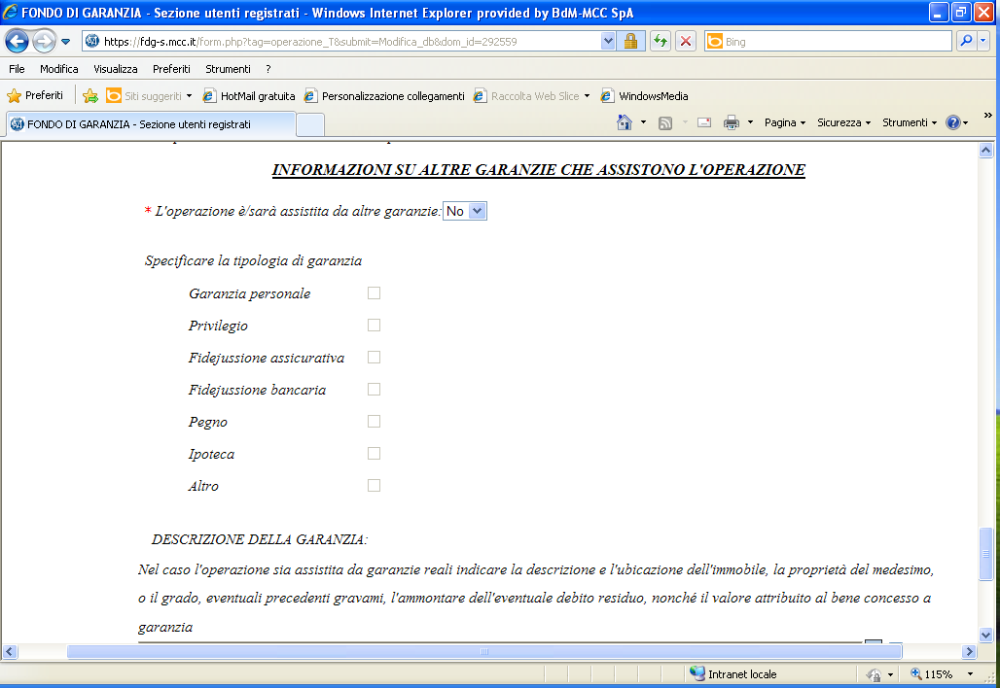 FONDO DI GARANZIA - Sezione utenti registrati - Windows Internet Explorer provided by BdM-MCC SpA
https://fdg-s.mcc.it/form.php?tag=operazione_T&submit=Modifica_db&dom_id=292559
Bing
File Modifica Visualizza Preferiti Strumenti ?
Preferiti Siti suggeriti HotMail gratuita Personalizzazione collegamenti Raccolta Web Slice WindowsMedia
FONDO DI GARANZIA - Sezione utenti registrati
Pagina Sicurezza Strumenti »
INFORMAZIONI SU ALTRE GARANZIE CHE ASSISTONO L'OPERAZIONE
* L'operazione è/sarà assistita da altre garanzie: No
Specificare la tipologia di garanzia
Garanzia personale
Privilegio
Fidejussione assicurativa
Fidejussione bancaria
Pegno
Ipoteca
Altro
DESCRIZIONE DELLA GARANZIA:
Nel caso l'operazione sia assistita da garanzie reali indicare la descrizione e l'ubicazione dell'immobile, la proprietà del medesimo,
o il grado, eventuali precedenti gravami, l'ammontare dell'eventuale debito residuo, nonché il valore attribuito al bene concesso a
garanzia
Intranet locale
115%